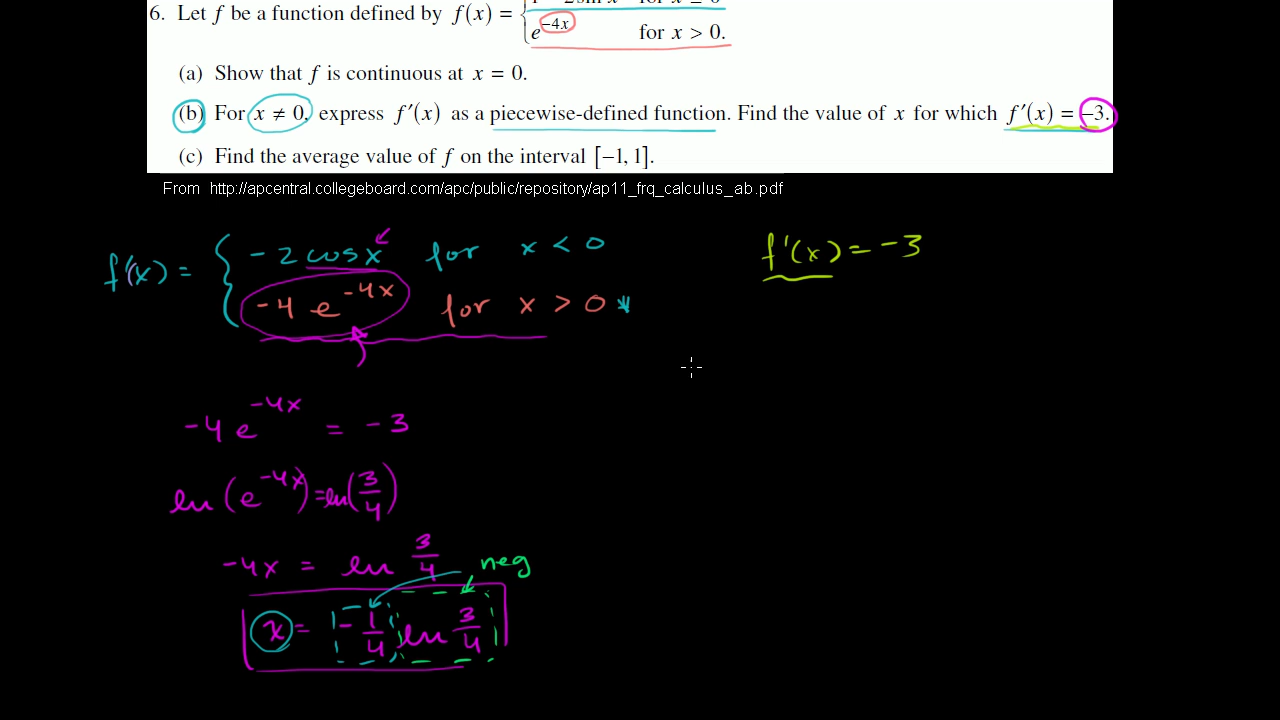 6. Let f be a function defined by f(x) = {
e^{-4x} for x > 0.
(a) Show that f is continuous at x = 0.
(b) For x ≠ 0, express f′(x) as a piecewise-defined function. Find the value of x for which f′(x) = −3.
(c) Find the average value of f on the interval [−1, 1].
From http://apcentral.collegeboard.com/apc/public/repository/ap11_frq_calculus_ab.pdf
f'(x) = { -2 cos x for x < 0
-4 e^{-4x} for x > 0
f'(x) = -3
-4 e^{-4x} = -3
ln(e^{-4x}) = ln(3/4)
-4x = ln 3/4
neg
x = -1/4 ln 3/4